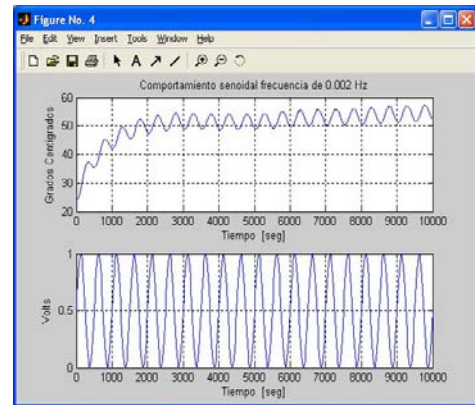 Figure No. 4
File Edit View Insert Tools Window Help
A
Comportamiento senoidal frecuencia de 0.002 Hz
60
50
40
30
20
Grados Centigrados
0 1000 2000 3000 4000 5000 6000 7000 8000 9000 10000
Tiempo [seg]
1
0.5
0
Volts
0 1000 2000 3000 4000 5000 6000 7000 8000 9000 10000
Tiempo [seg]